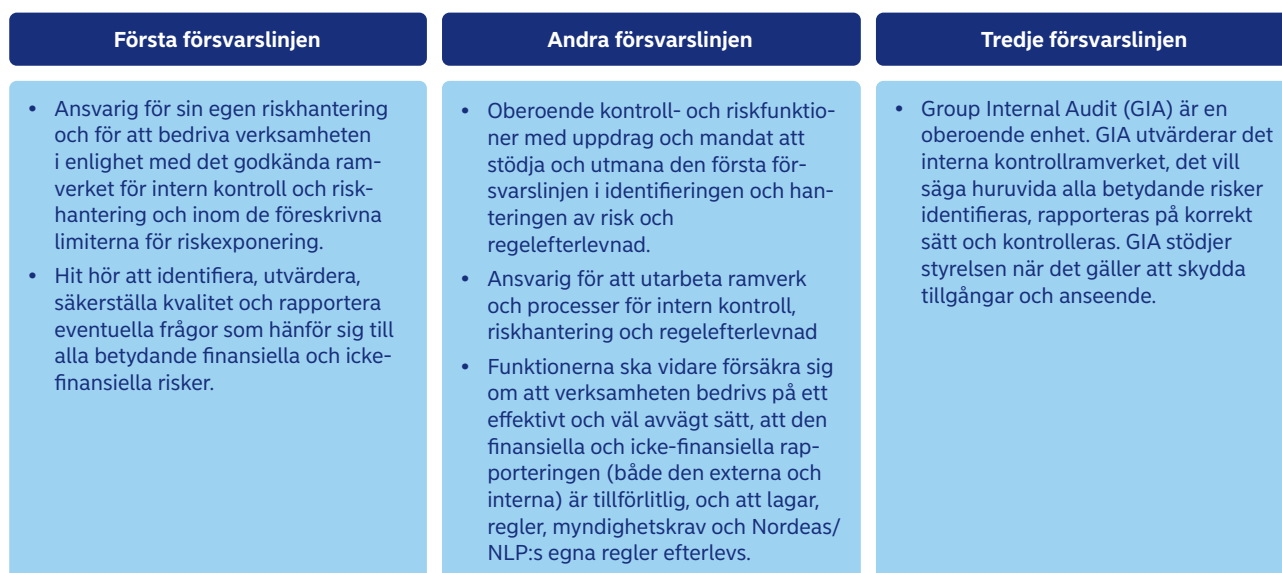 Första försvarslinjen
• Ansvarig för sin egen riskhantering
och för att bedriva verksamheten
i enlighet med det godkända ram-
verket för intern kontroll och risk-
hantering och inom de föreskrivna
limiterna för riskexponering.
• Hit hör att identifiera, utvärdera,
säkerställa kvalitet och rapportera
eventuella frågor som hänför sig till
alla betydande finansiella och icke-
finansiella risker.
Andra försvarslinjen
• Oberoende kontroll- och riskfunktio-
ner med uppdrag och mandat att
stödja och utmana den första för-
svarslinjen i identifieringen och han-
teringen av risk och
regelefterlevnad.
• Ansvarig för att utarbeta ramverk
och processer för intern kontroll,
riskhantering och regelefterlevnad
• Funktionerna ska vidare försäkra sig
om att verksamheten bedrivs på ett
effektivt och väl avvägt sätt, att den
finansiella och icke-finansiella rap-
porteringen (både den externa och
interna) är tillförlitlig, och att lagar,
regler, myndighetskrav och Nordeas/
NLP:s egna regler efterlevs.
Tredje försvarslinjen
• Group Internal Audit (GIA) är en
oberoende enhet. GIA utvärderar det
interna kontrollramverket, det vill
säga huruvida alla betydande risker
identifieras, rapporteras på korrekt
sätt och kontrolleras. GIA stödjer
styrelsen när det gäller att skydda
tillgångar och anseende.